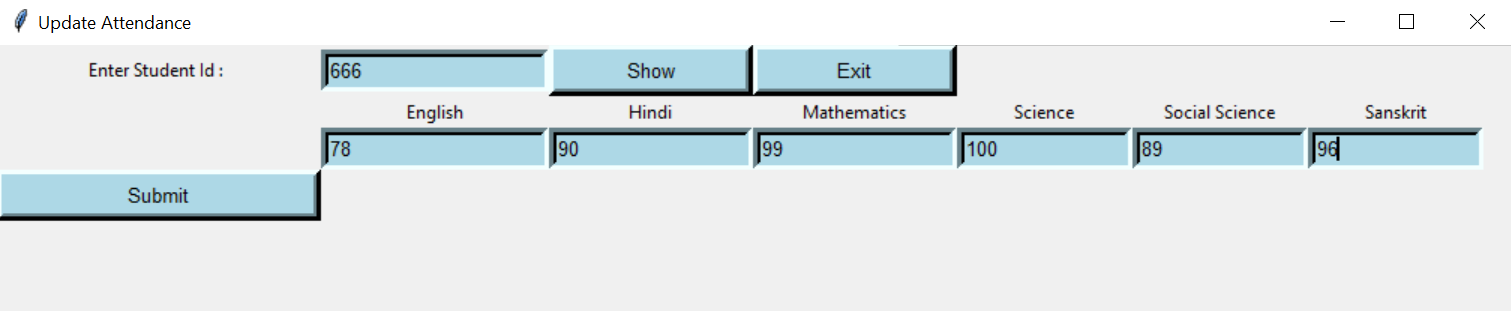 Update Attendance
Enter Student Id : 666 Show Exit
English Hindi Mathematics Science Social Science Sanskrit
78 90 99 100 89 96
Submit